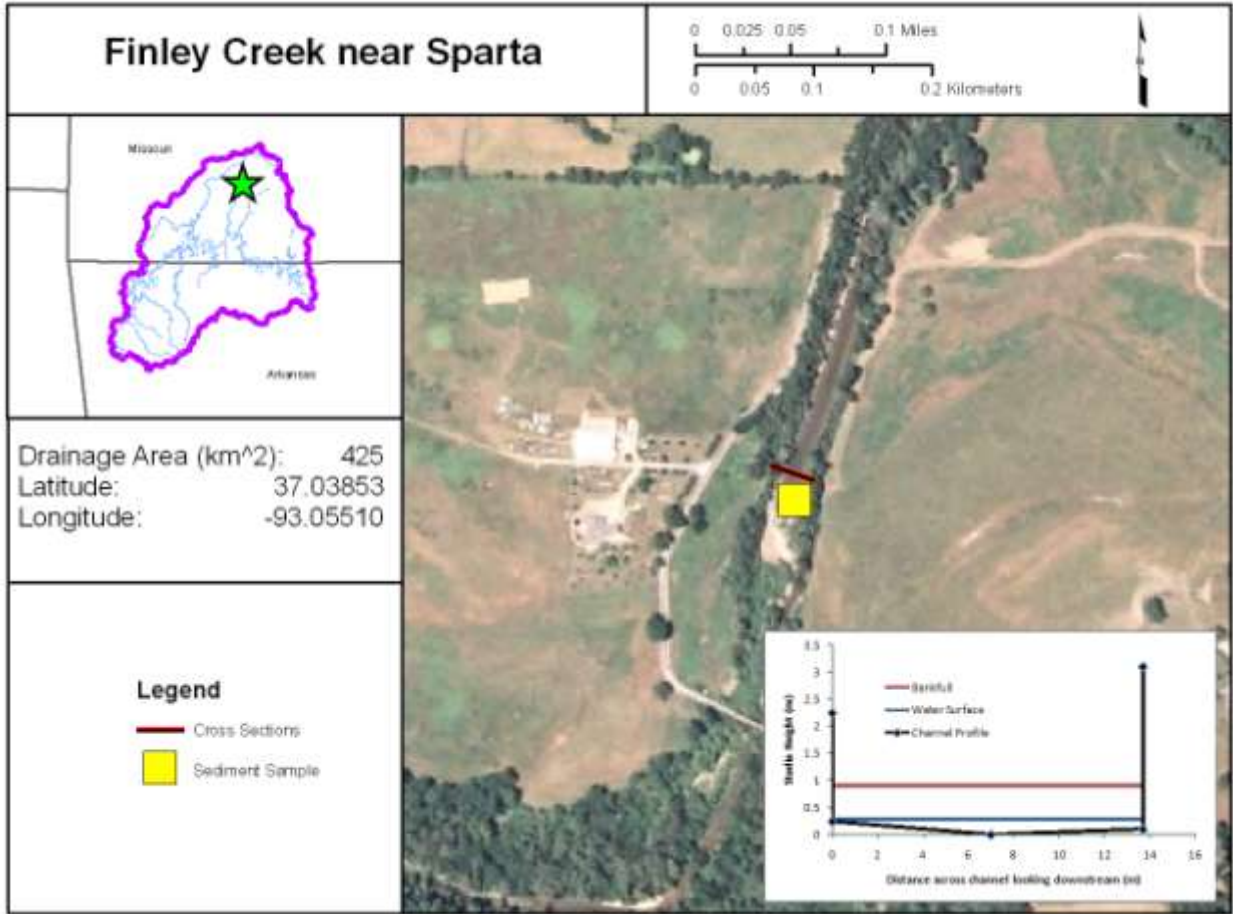 Finley Creek near Sparta
0 0.025 0.05 0.1 Miles
0 0.05 0.1 0.2 Kilometers
N
Missouri
Arkansas
Drainage Area (km^2): 425
Latitude: 37.03853
Longitude: -93.05510
Legend
Cross Sections
Sediment Sample
3.5
3
2.5
2
1.5
1
0.5
0
Stadia Height (m)
Bankfull
Water Surface
Channel Profile
0 2 4 6 8 10 12 14 16
Distance across channel looking downstream (m)